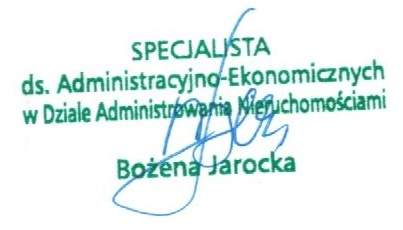 SPECJALISTA
ds. Administracyjno-Ekonomicznych
w Dziale Administrowania Nieruchomościami
Bożena Jarocka